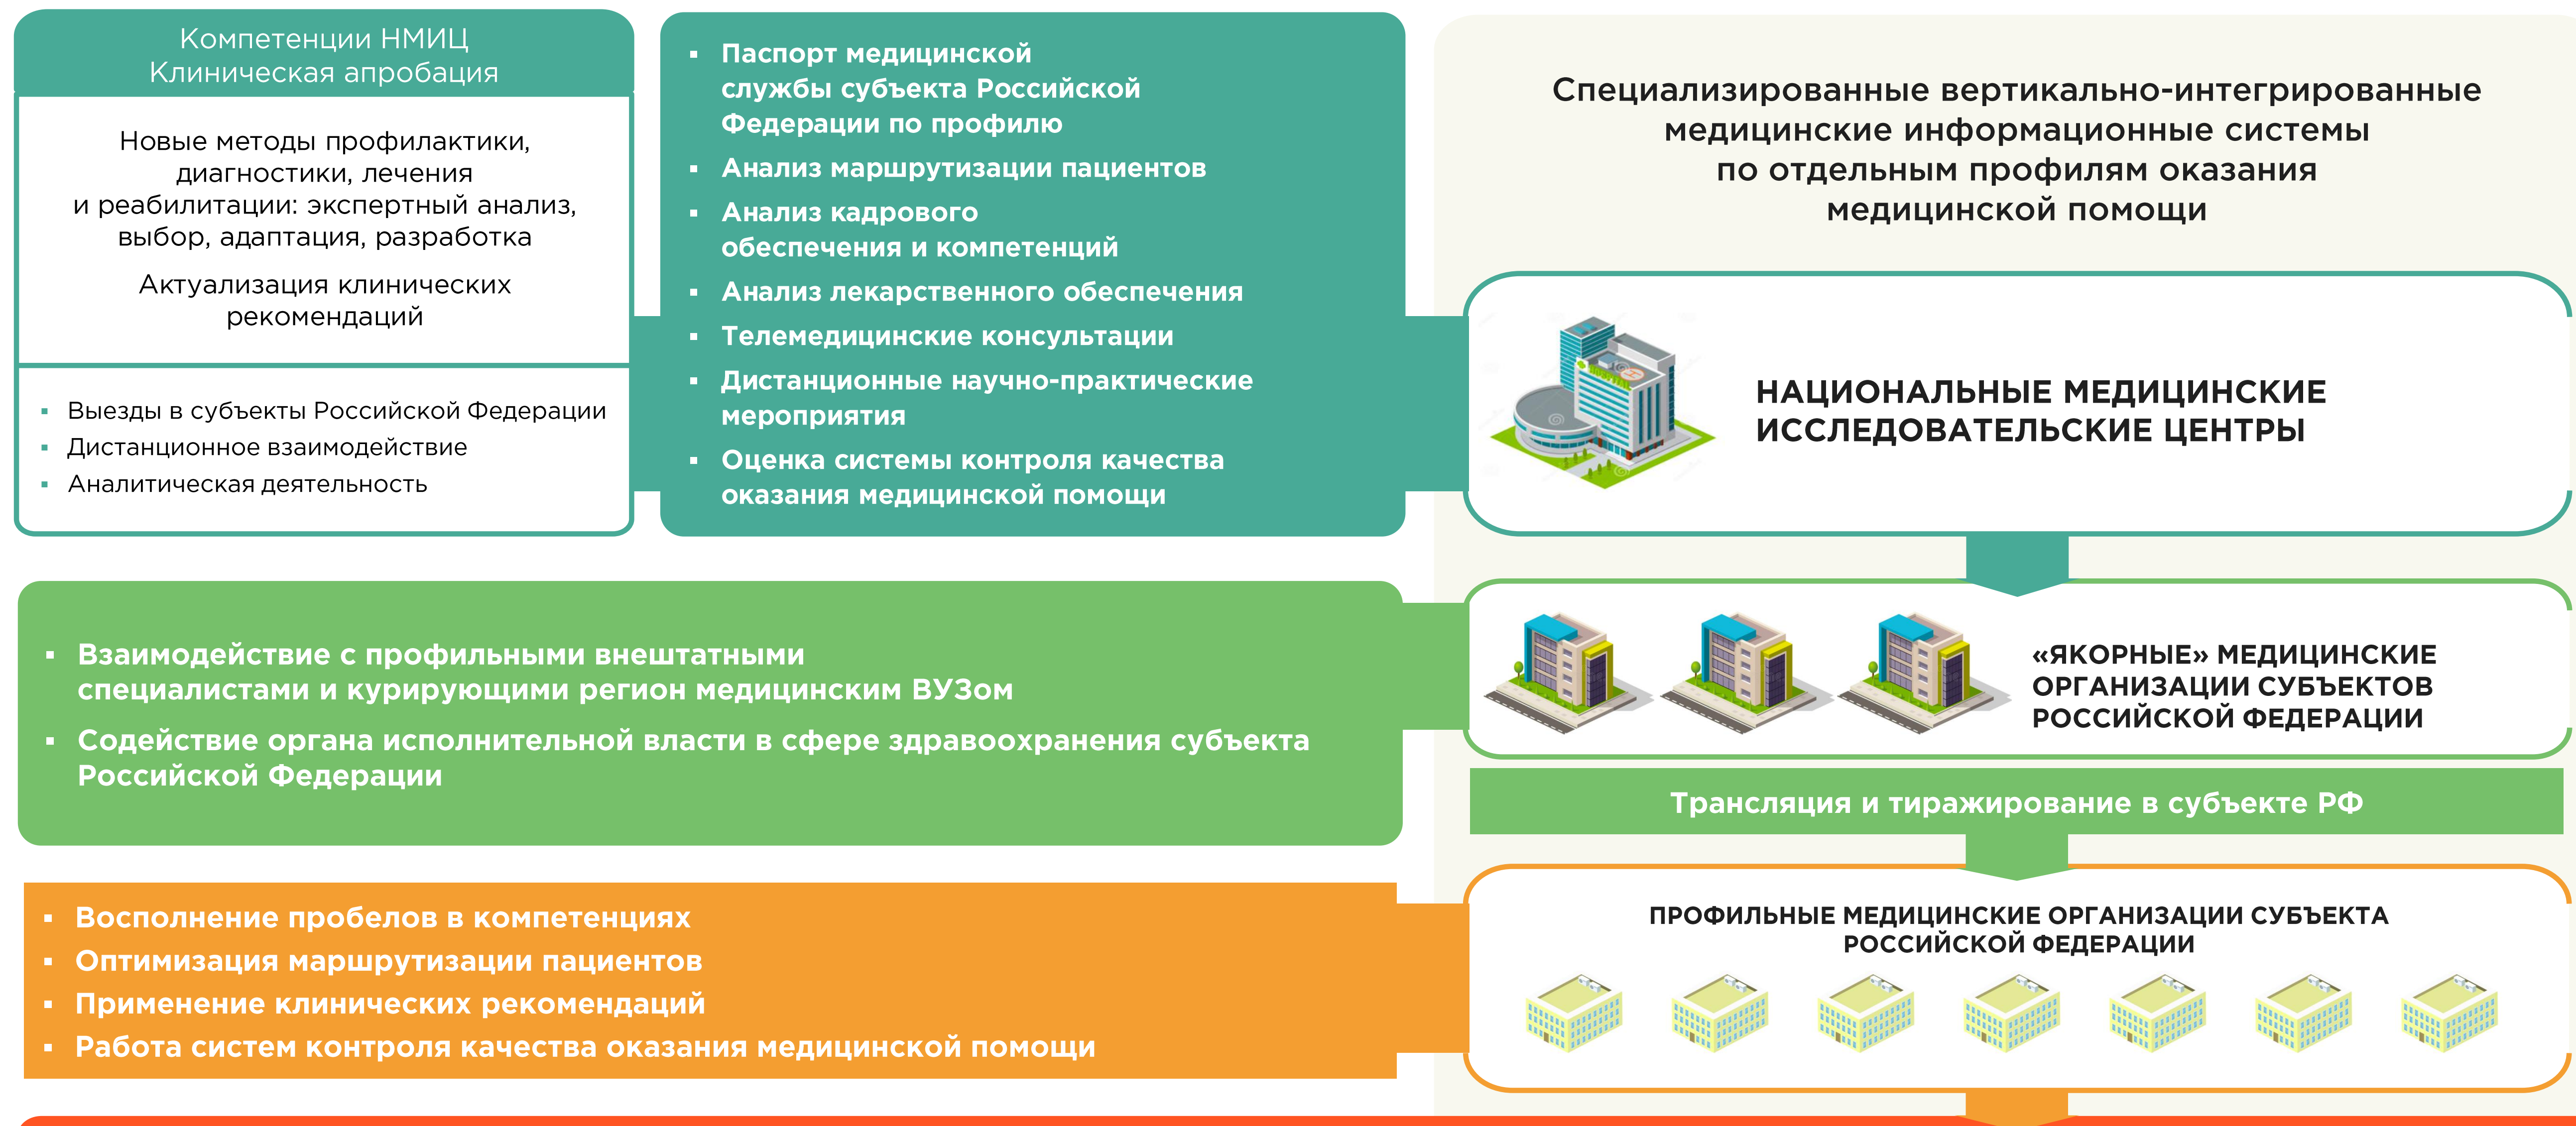 Компетенции НМИЦ
Клиническая апробация
Новые методы профилактики,
диагностики, лечения
и реабилитации: экспертный анализ,
выбор, адаптация, разработка
Актуализация клинических
рекомендаций
▪ Выезды в субъекты Российской Федерации
▪ Дистанционное взаимодействие
▪ Аналитическая деятельность
▪ Паспорт медицинской
службы субъекта Российской
Федерации по профилю
▪ Анализ маршрутизации пациентов
▪ Анализ кадрового
обеспечения и компетенций
▪ Анализ лекарственного обеспечения
▪ Телемедицинские консультации
▪ Дистанционные научно-практические
мероприятия
▪ Оценка системы контроля качества
оказания медицинской помощи
Специализированные вертикально-интегрированные
медицинские информационные системы
по отдельным профилям оказания
медицинской помощи
НАЦИОНАЛЬНЫЕ МЕДИЦИНСКИЕ
ИССЛЕДОВАТЕЛЬСКИЕ ЦЕНТРЫ
▪ Взаимодействие с профильными внештатными
специалистами и курирующими регион медицинским ВУЗом
▪ Содействие органа исполнительной власти в сфере здравоохранения субъекта
Российской Федерации
«ЯКОРНЫЕ» МЕДИЦИНСКИЕ
ОРГАНИЗАЦИИ СУБЪЕКТОВ
РОССИЙСКОЙ ФЕДЕРАЦИИ
Трансляция и тиражирование в субъекте РФ
▪ Восполнение пробелов в компетенциях
▪ Оптимизация маршрутизации пациентов
▪ Применение клинических рекомендаций
▪ Работа систем контроля качества оказания медицинской помощи
ПРОФИЛЬНЫЕ МЕДИЦИНСКИЕ ОРГАНИЗАЦИИ СУБЪЕКТА
РОССИЙСКОЙ ФЕДЕРАЦИИ